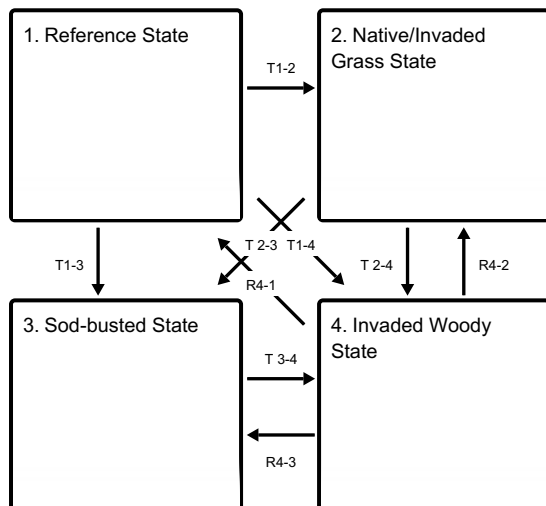 1. Reference State
2. Native/Invaded
Grass State
T1-2
T 2-3
T1-4
T1-3
R4-1
T 2-4
R4-2
3. Sod-busted State
4. Invaded Woody
State
T 3-4
R4-3